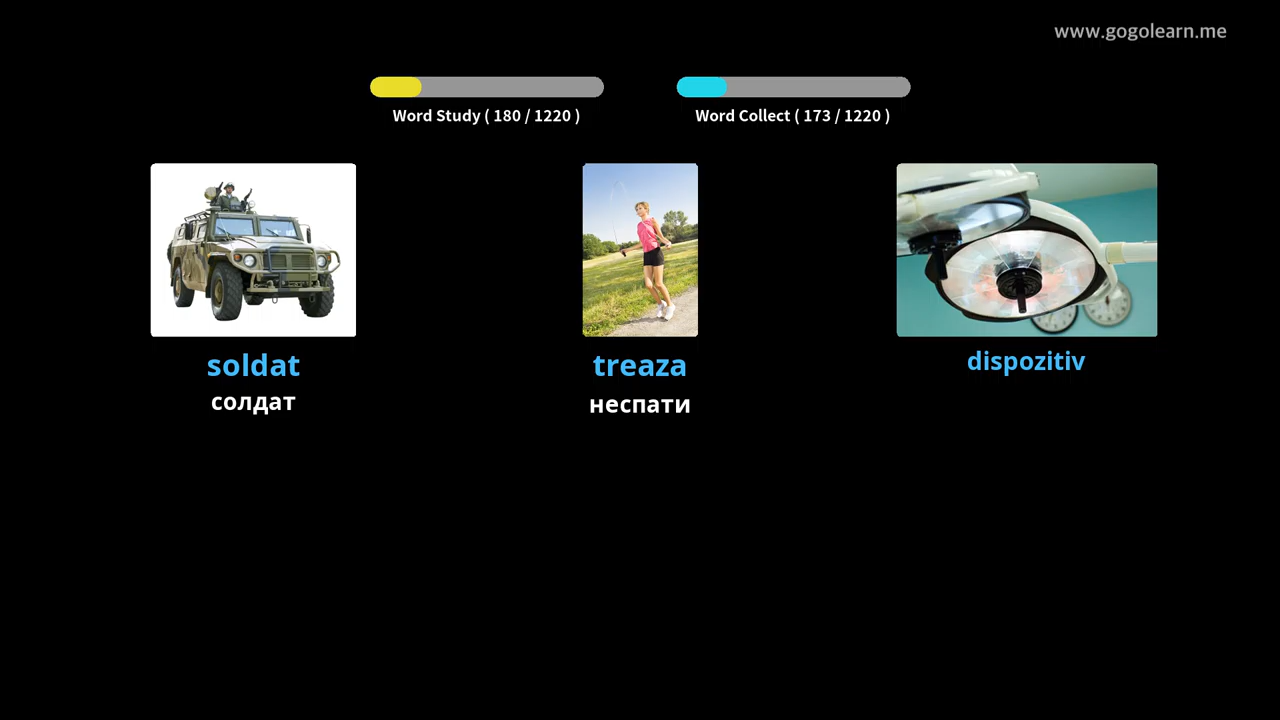 www.gogolearn.me
Word Study ( 180 / 1220 )
Word Collect ( 173 / 1220 )
soldat
солдат
treaza
неспати
dispozitiv